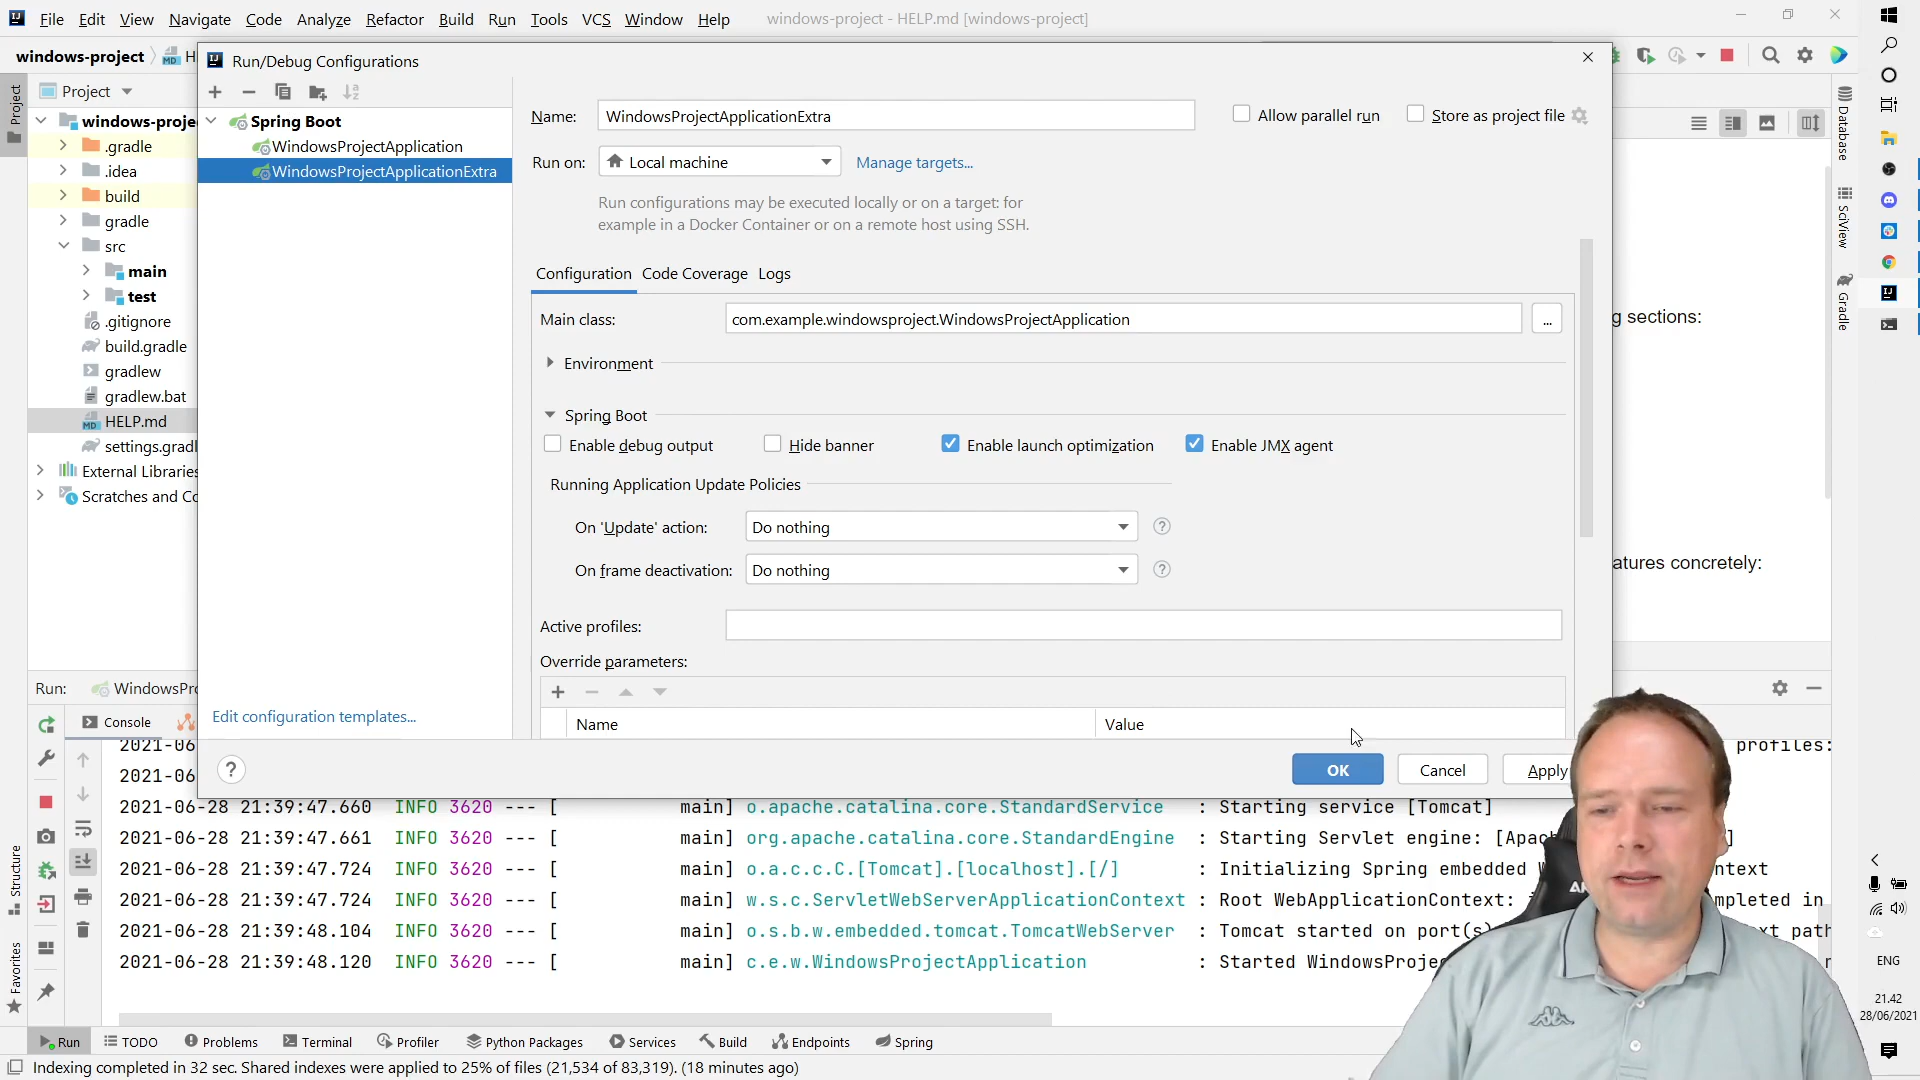 File Edit View Navigate Code Analyze Refactor Build Run Tools VCS Window Help windows-project - HELP.md [windows-project]
windows-project
Run/Debug Configurations
Project
windows-proje
.gradle
.idea
build
gradle
src
main
test
.gitignore
build.gradle
gradlew
gradlew.bat
HELP.md
settings.gradl
External Libraries
Scratches and Co
Project
Structure
Favorites
Spring Boot
WindowsProjectApplication
WindowsProjectApplicationExtra
Edit configuration templates...
Name: WindowsProjectApplicationExtra Allow parallel run Store as project file
Run on: Local machine Manage targets...
Run configurations may be executed locally or on a target: for
example in a Docker Container or on a remote host using SSH.
Configuration Code Coverage Logs
Main class: com.example.windowsproject.WindowsProjectApplication ...
Environment
Spring Boot
Enable debug output Hide banner Enable launch optimization Enable JMX agent
Running Application Update Policies
On 'Update' action: Do nothing ?
On frame deactivation: Do nothing ?
Active profiles:
Override parameters:
Name Value
? OK Cancel Apply
g sections:
atures concretely:
Database
SciView
Gradle
Run: WindowsPro
Console
2021-06 profiles:
2021-06
2021-06-28 21:39:47.660 INFO 3620 --- [ main] o.apache.catalina.core.StandardService : Starting service [Tomcat]
2021-06-28 21:39:47.661 INFO 3620 --- [ main] org.apache.catalina.core.StandardEngine : Starting Servlet engine: [Apac ]
2021-06-28 21:39:47.724 INFO 3620 --- [ main] o.a.c.c.C.[Tomcat].[localhost].[/] : Initializing Spring embedded W ntext
2021-06-28 21:39:47.724 INFO 3620 --- [ main] w.s.c.ServletWebServerApplicationContext : Root WebApplicationContext: mpleted in
2021-06-28 21:39:48.104 INFO 3620 --- [ main] o.s.b.w.embedded.tomcat.TomcatWebServer : Tomcat started on port(s) xt path
2021-06-28 21:39:48.120 INFO 3620 --- [ main] c.e.w.WindowsProjectApplication : Started WindowsProjec
Run TODO Problems Terminal Profiler Python Packages Services Build Endpoints Spring
Indexing completed in 32 sec. Shared indexes were applied to 25% of files (21,534 of 83,319). (18 minutes ago)
ENG
21.42
28/06/2021